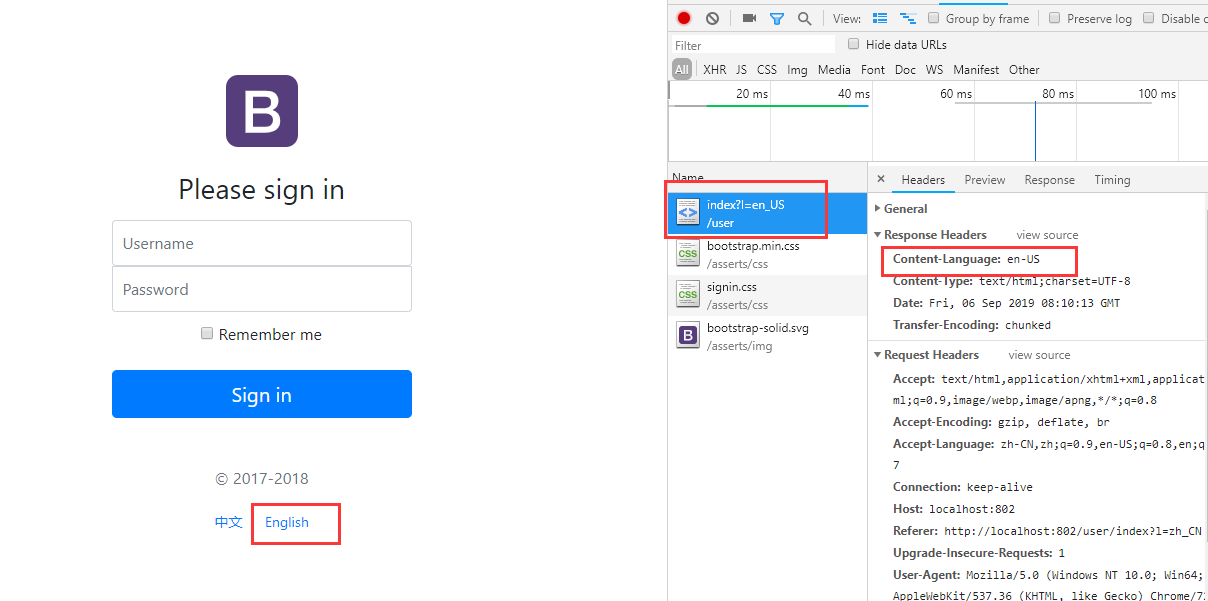 B
Please sign in
Username
Password
Remember me
Sign in
© 2017-2018
中文 English
View: Group by frame Preserve log Disable c
Filter Hide data URLs
All XHR JS CSS Img Media Font Doc WS Manifest Other
20 ms 40 ms 60 ms 80 ms 100 ms
Name
index?l=en_US
/user
CSS bootstrap.min.css
/asserts/css
CSS signin.css
/asserts/css
B bootstrap-solid.svg
/asserts/img
× Headers Preview Response Timing
General
Response Headers view source
Content-Language: en-US
Content-Type: text/html;charset=UTF-8
Date: Fri, 06 Sep 2019 08:10:13 GMT
Transfer-Encoding: chunked
Request Headers view source
Accept: text/html,application/xhtml+xml,applicat
ml;q=0.9,image/webp,image/apng,*/*;q=0.8
Accept-Encoding: gzip, deflate, br
Accept-Language: zh-CN,zh;q=0.9,en-US;q=0.8,en;q
7
Connection: keep-alive
Host: localhost:802
Referer: http://localhost:802/user/index?l=zh_CN
Upgrade-Insecure-Requests: 1
User-Agent: Mozilla/5.0 (Windows NT 10.0; Win64;
AppleWebKit/537.36 (KHTML, like Gecko) Chrome/7